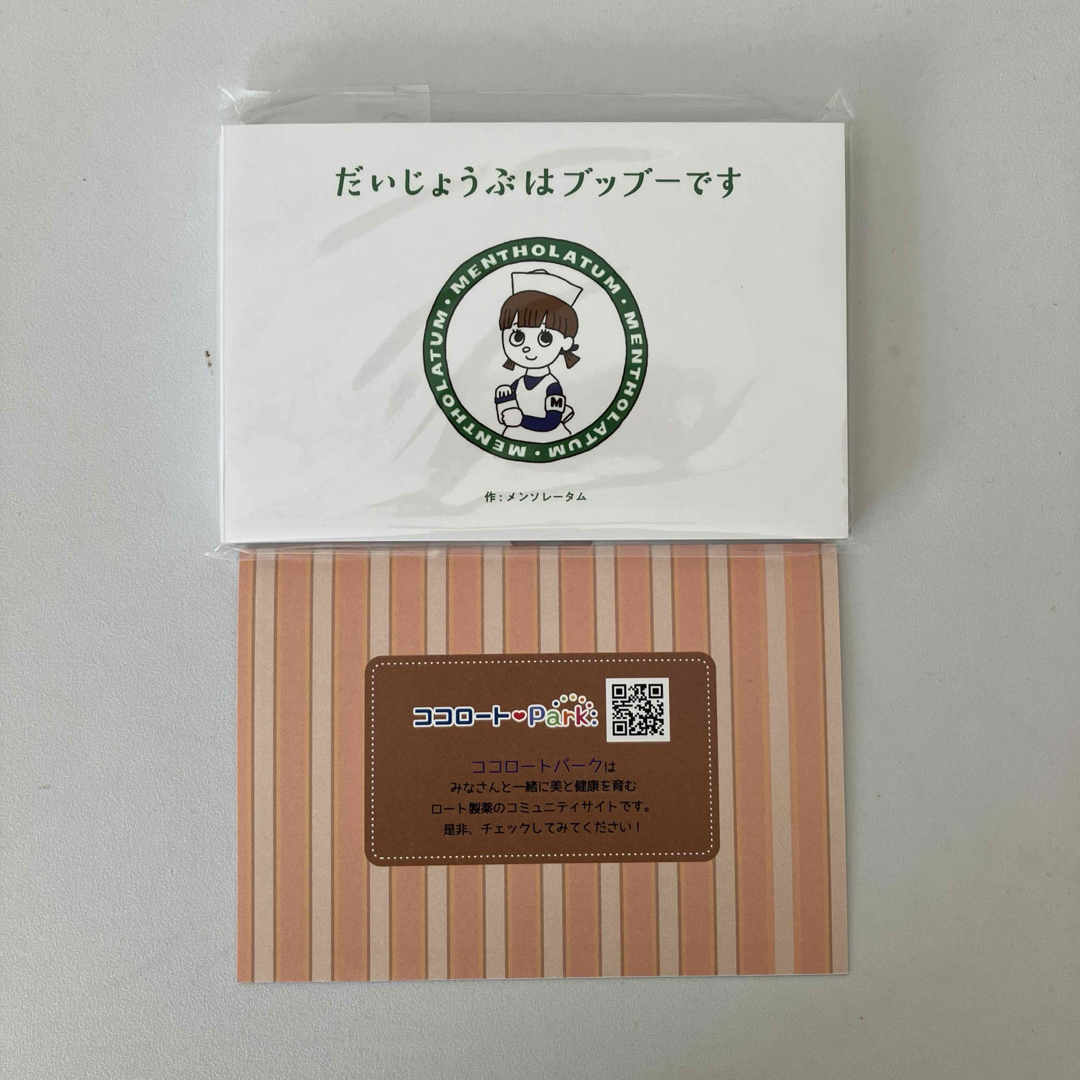 だいじょうぶはブッブーです
MENTHOLATUM・MENTHOLATUM・MENTHOLATUM・
M
作：メンソレータム
ココロート❤Park
ココロートパークは
みなさんと一緒に美と健康を育む
ロート製薬のコミュニティサイトです。
是非、チェックしてみてください！